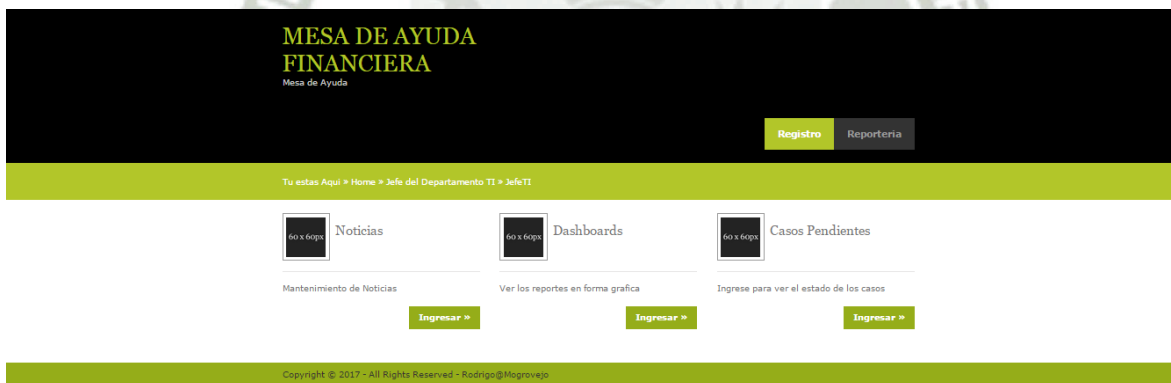 MESA DE AYUDA
FINANCIERA
Mesa de Ayuda
Registro Reporteria
Tu estas Aqui » Home » Jefe del Departamento TI » JefeTI
60 x 60px Noticias 60 x 60px Dashboards 60 x 60px Casos Pendientes
Mantenimiento de Noticias Ver los reportes en forma grafica Ingrese para ver el estado de los casos
Ingresar » Ingresar » Ingresar »
Copyright © 2017 - All Rights Reserved - Rodrigo@Mogrovejo